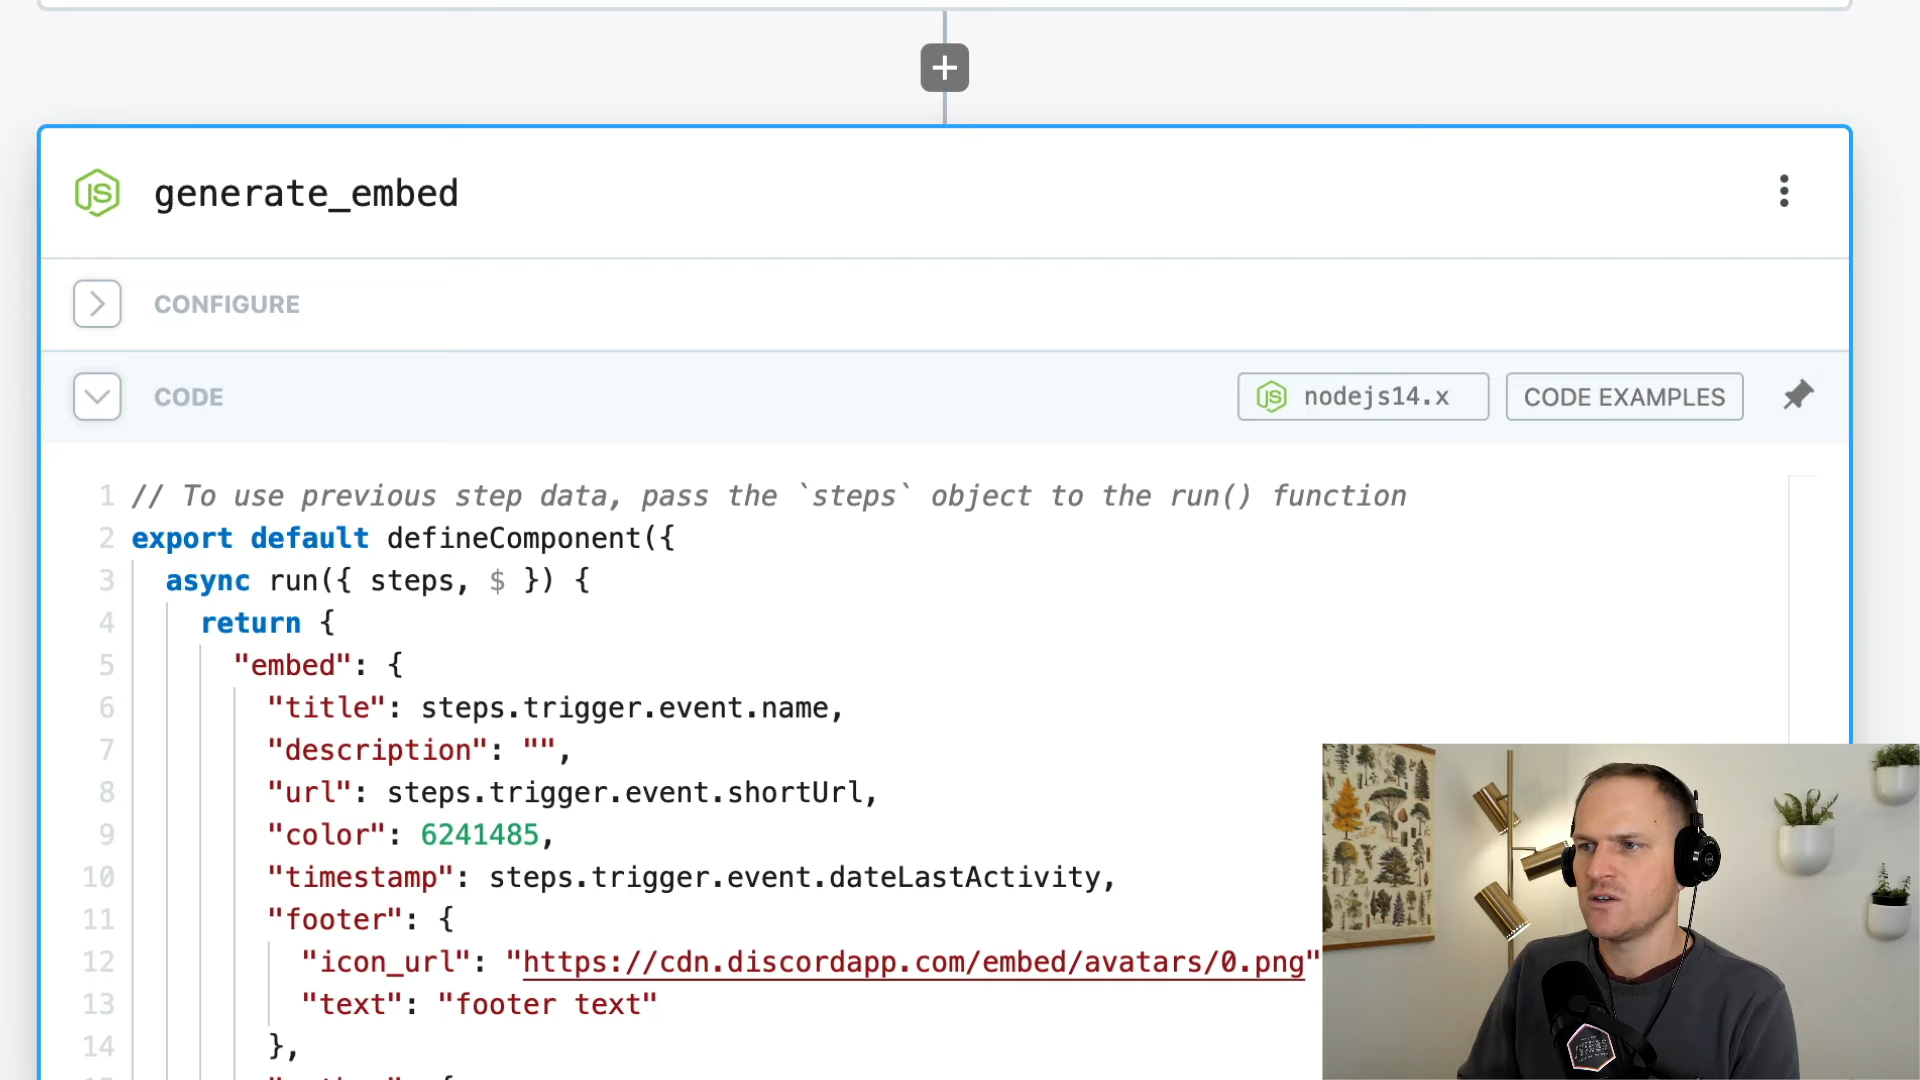 generate_embed
CONFIGURE
CODE
nodejs14.x
CODE EXAMPLES
1 // To use previous step data, pass the `steps` object to the run() function
2 export default defineComponent({
3 async run({ steps, $ }) {
4 return {
5 "embed": {
6 "title": steps.trigger.event.name,
7 "description": "",
8 "url": steps.trigger.event.shortUrl,
9 "color": 6241485,
10 "timestamp": steps.trigger.event.dateLastActivity,
11 "footer": {
12 "icon_url": "https://cdn.discordapp.com/embed/avatars/0.png"
13 "text": "footer text"
14 },